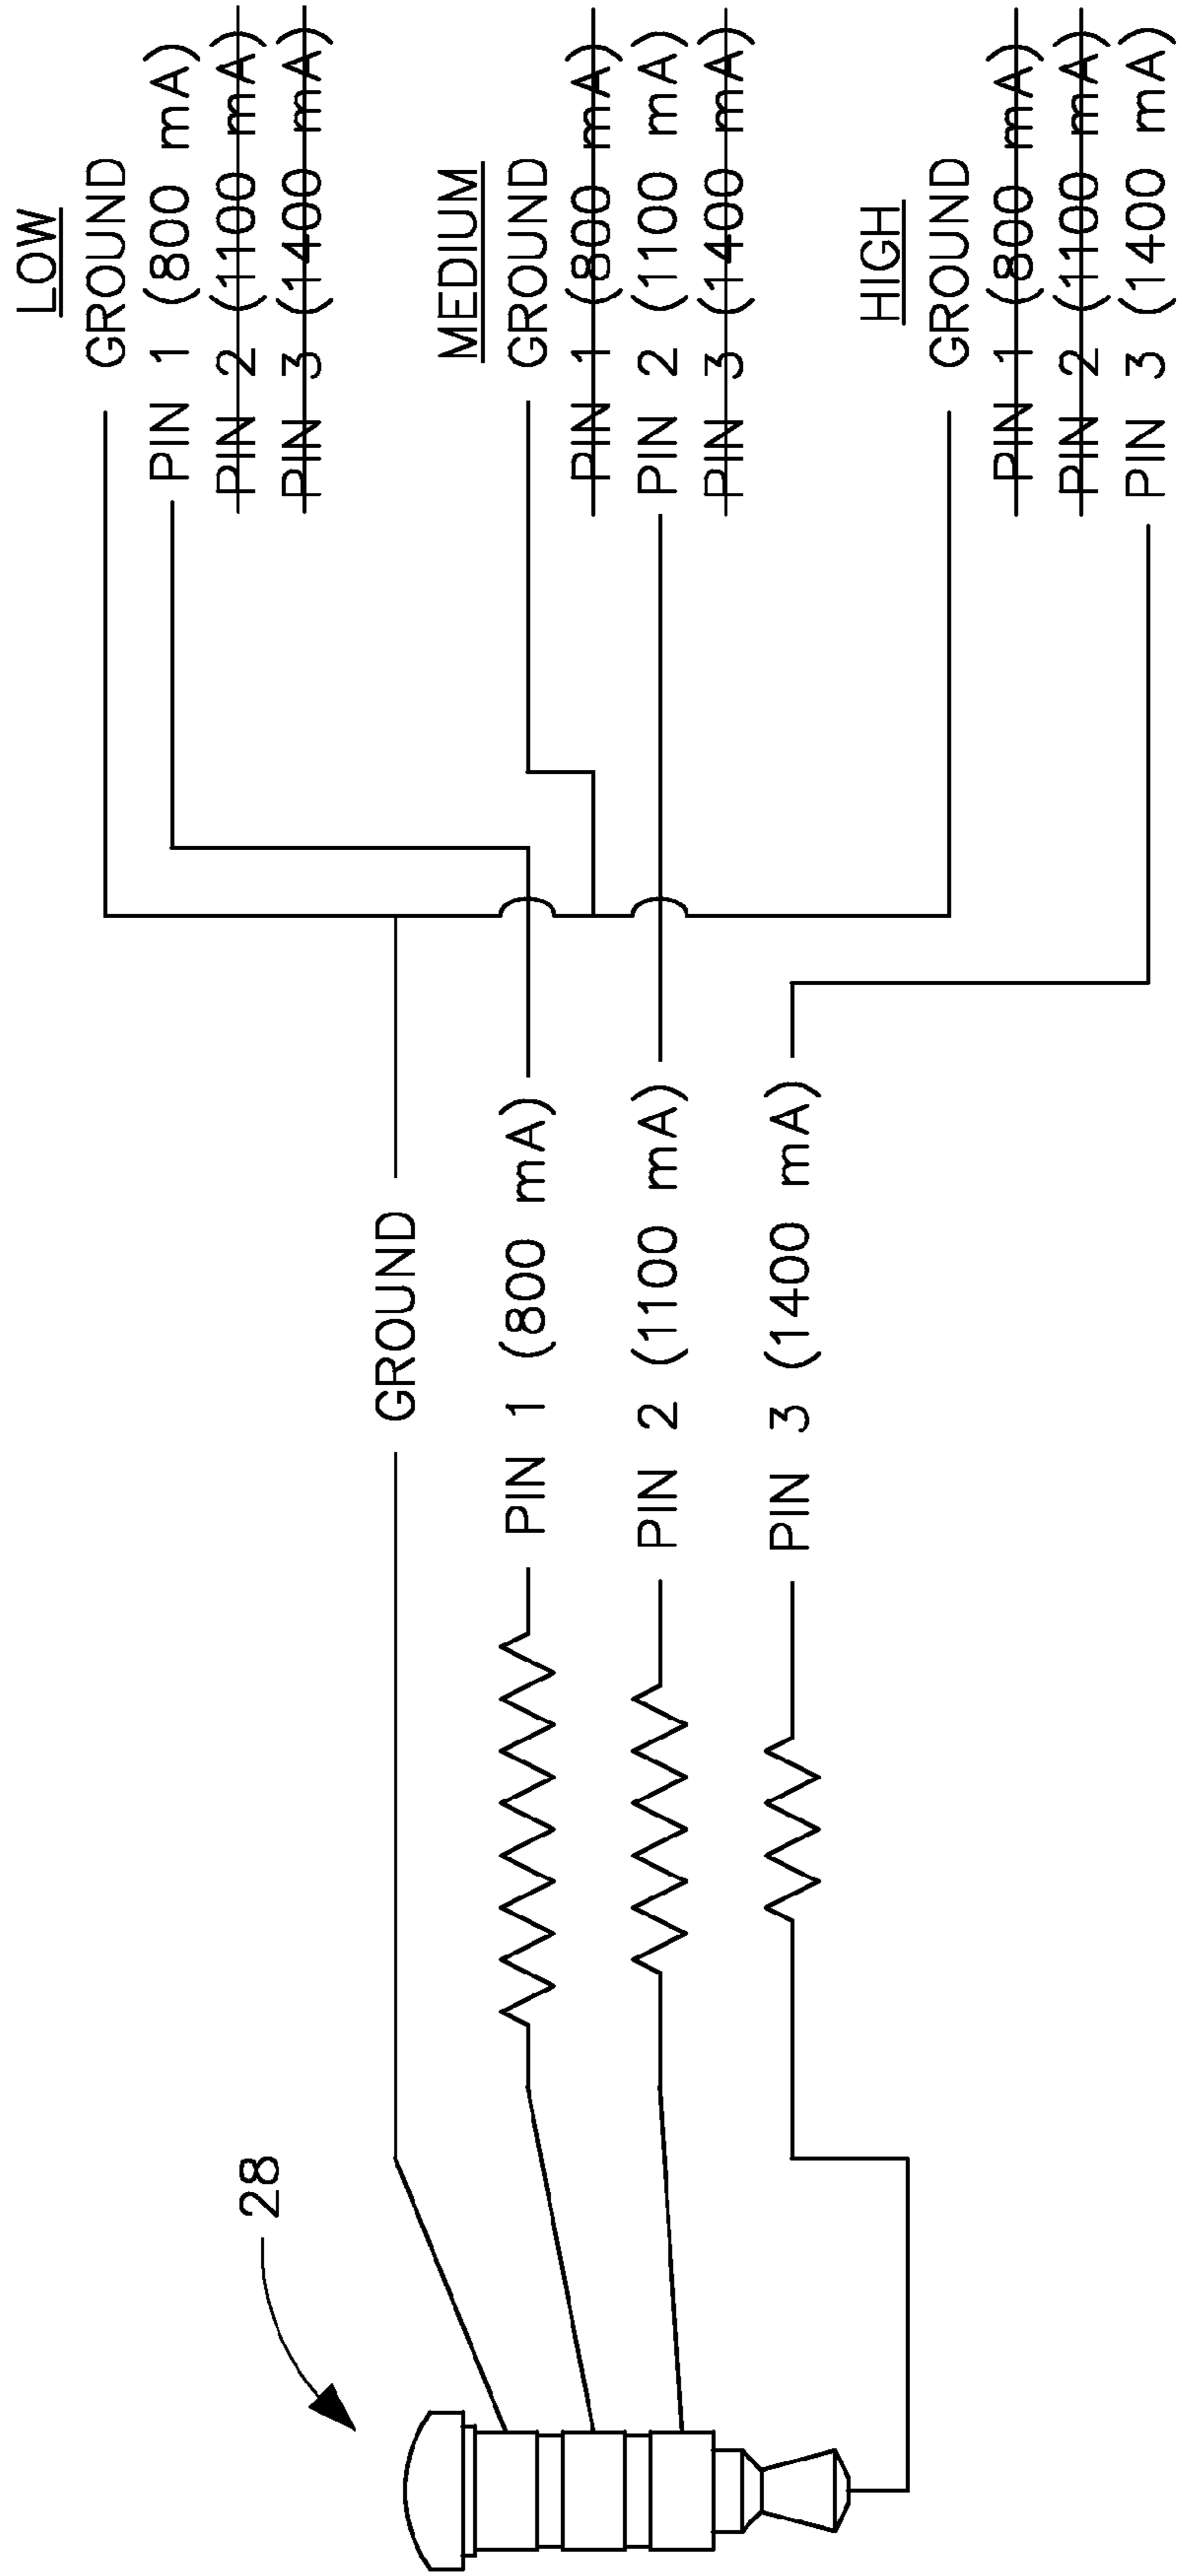 28
GROUND
PIN 1 (800 mA)
PIN 2 (1100 mA)
PIN 3 (1400 mA)
LOW
GROUND
PIN 1 (800 mA)
PIN 2 (1100 mA)
PIN 3 (1400 mA)
MEDIUM
GROUND
PIN 1 (800 mA)
PIN 2 (1100 mA)
PIN 3 (1400 mA)
HIGH
GROUND
PIN 1 (800 mA)
PIN 2 (1100 mA)
PIN 3 (1400 mA)